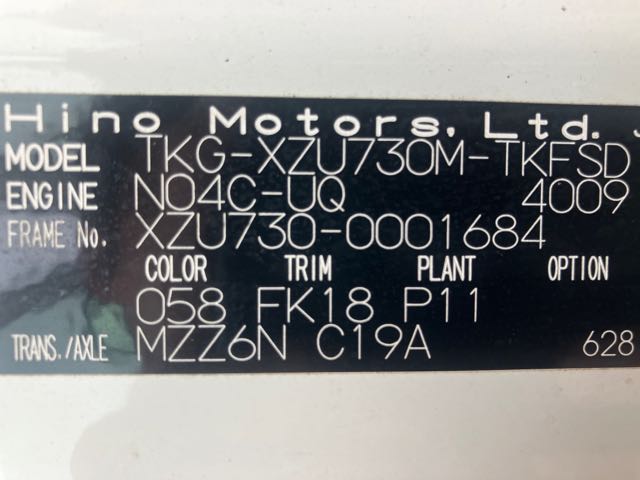 Hino Motors, Ltd.
MODEL TKG-XZU730M-TKFSD
ENGINE N04C-UQ 4009
FRAME No. XZU730-0001684
COLOR TRIM PLANT OPTION
058 FK18 P11
TRANS./AXLE MZZ6N C19A 628